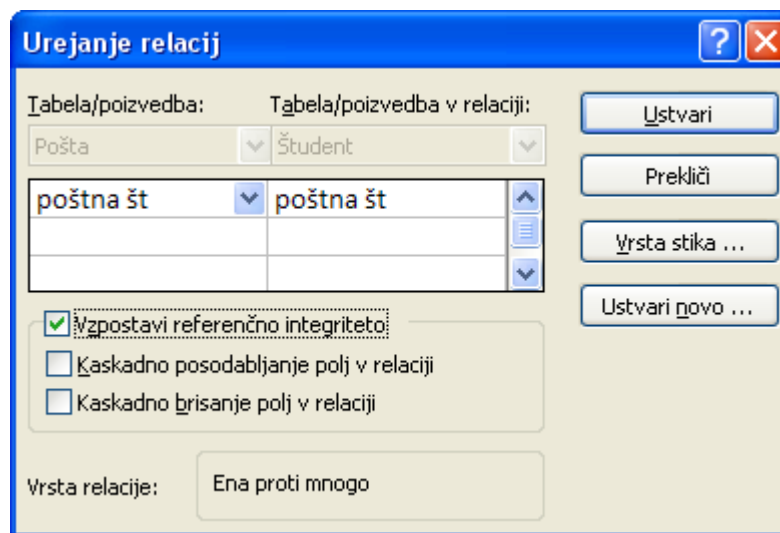 Urejanje relacij
Tabela/poizvedba: Tabela/poizvedba v relaciji:
Pošta Študent
poštna št poštna št
Vzpostavi referenčno integriteto
Kaskadno posodabljanje polj v relaciji
Kaskadno brisanje polj v relaciji
Vrsta relacije: Ena proti mnogo
Ustvari
Prekliči
Vrsta stika ...
Ustvari novo ...